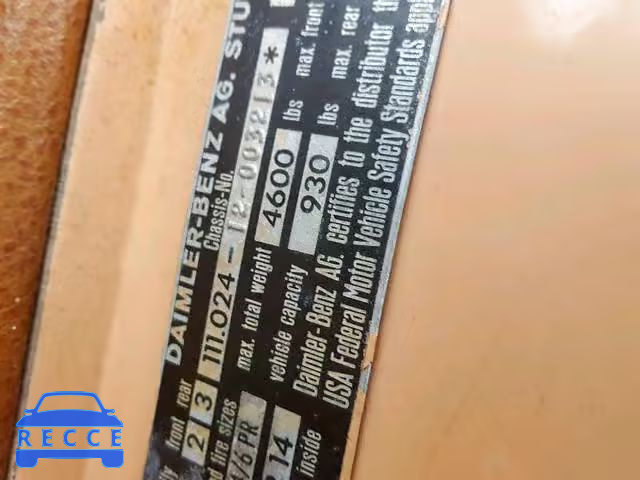 DAIMLER-BENZ AG. STU
Chassis-No.
front rear
2 3 111.024-12-003213*
tire sizes max. total weight 4600 lbs max. front
/6 PR vehicle capacity 930 lbs max. rear
14
inside Daimler-Benz AG. certifies to the distributor the
USA Federal Motor Vehicle Safety Standards appl
RECCE